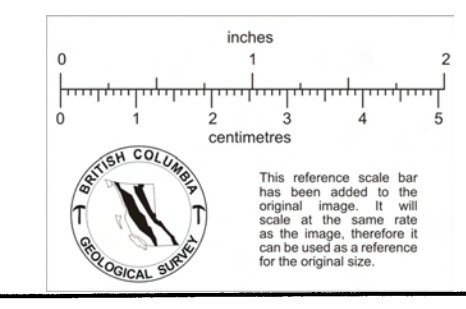 inches
0 1 2
0 1 2 3 4 5
centimetres
BRITISH COLUMBIA
GEOLOGICAL SURVEY
This reference scale bar
has been added to the
original image. It will
scale at the same rate
as the image, therefore it
can be used as a reference
for the original size.